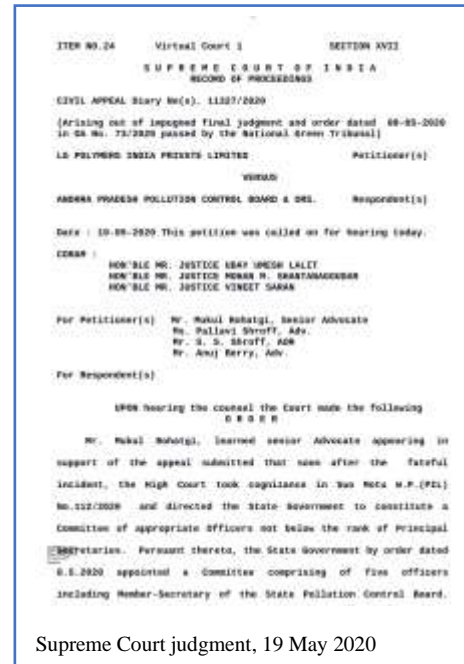 ITEM NO.24 Virtual Court 1 SECTION XVII
S U P R E M E C O U R T O F I N D I A
RECORD OF PROCEEDINGS
CIVIL APPEAL Diary No(s). 11327/2020
(Arising out of impugned final judgment and order dated 08-05-2020
in OA No. 73/2020 passed by the National Green Tribunal)
LG POLYMERS INDIA PRIVATE LIMITED Petitioner(s)
VERSUS
ANDHRA PRADESH POLLUTION CONTROL BOARD & ORS. Respondent(s)
Date : 19-05-2020 This petition was called on for hearing today.
CORAM :
HON'BLE MR. JUSTICE UDAY UMESH LALIT
HON'BLE MR. JUSTICE MOHAN M. SHANTANAGOUDAR
HON'BLE MR. JUSTICE VINEET SARAN
For Petitioner(s) Mr. Mukul Rohatgi, Senior Advocate
Ms. Pallavi Shroff, Adv.
Mr. S. S. Shroff, AOR
Mr. Anuj Berry, Adv.
For Respondent(s)
UPON hearing the counsel the Court made the following
O R D E R
Mr. Mukul Rohatgi, learned senior Advocate appearing in
support of the appeal submitted that soon after the fateful
incident, the High Court took cognizance in Suo Motu W.P.(PIL)
No.112/2020 and directed the State Government to constitute a
Committee of appropriate Officers not below the rank of Principal
Secretaries. Pursuant thereto, the State Government by order dated
8.5.2020 appointed a Committee comprising of five officers
including Member-Secretary of the State Pollution Control Board.
Supreme Court judgment, 19 May 2020